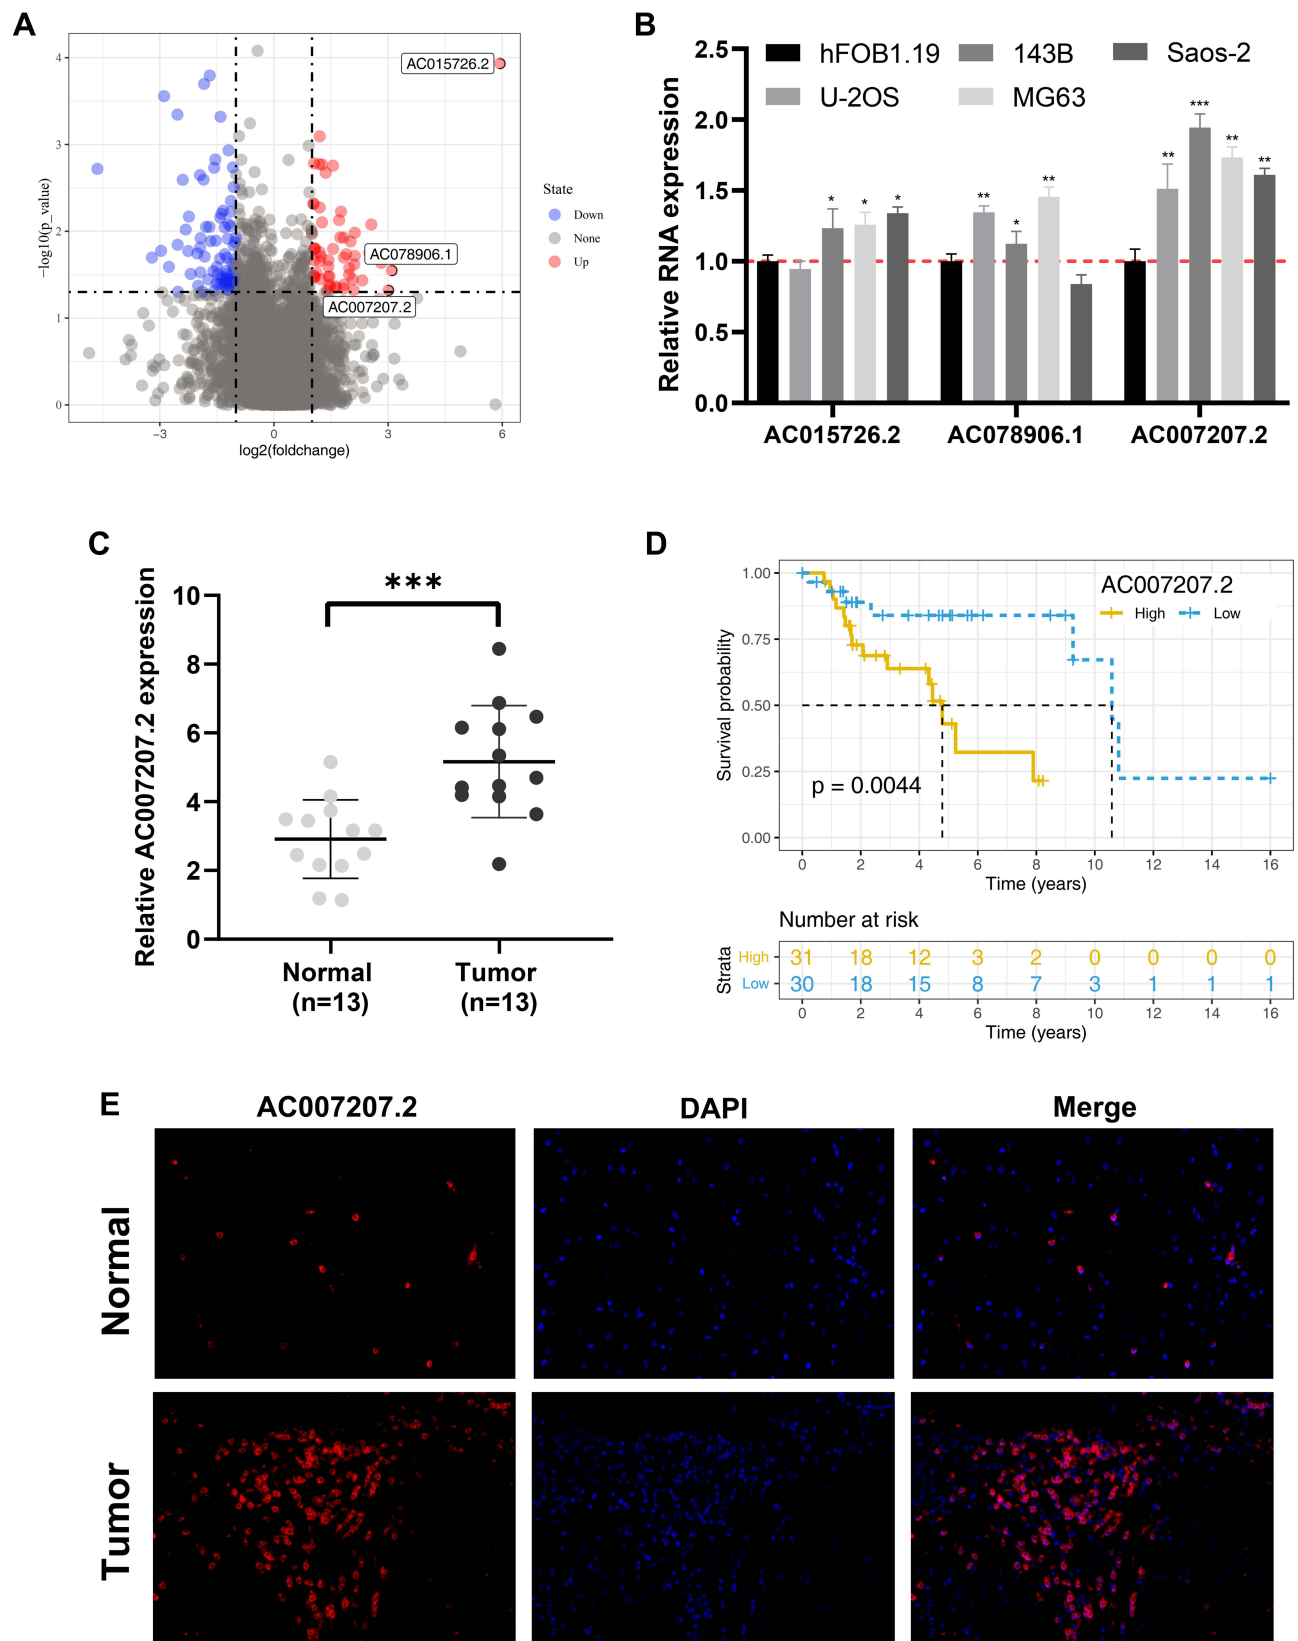 A
−log10(p_value)
4
3
2
1
0
AC015726.2
AC078906.1
AC007207.2
−3
0
3
6
log2(foldchange)
State
Down
None
Up
B
Relative RNA expression
2.5
2.0
1.5
1.0
0.5
0.0
hFOB1.19
143B
Saos-2
U-2OS
MG63
*
*
*
**
*
**
**
***
**
**
AC015726.2
AC078906.1
AC007207.2
C
Relative AC007207.2 expression
10
8
6
4
2
0
***
Normal
(n=13)
Tumor
(n=13)
D
Survival probability
1.00
0.75
0.50
0.25
0.00
AC007207.2
High
Low
p = 0.0044
0 2 4 6 8 10 12 14 16
Time (years)
Number at risk
Strata
High 31 18 12 3 2 0 0 0 0
Low 30 18 15 8 7 3 1 1 1
0 2 4 6 8 10 12 14 16
Time (years)
E
AC007207.2
DAPI
Merge
Normal
Tumor